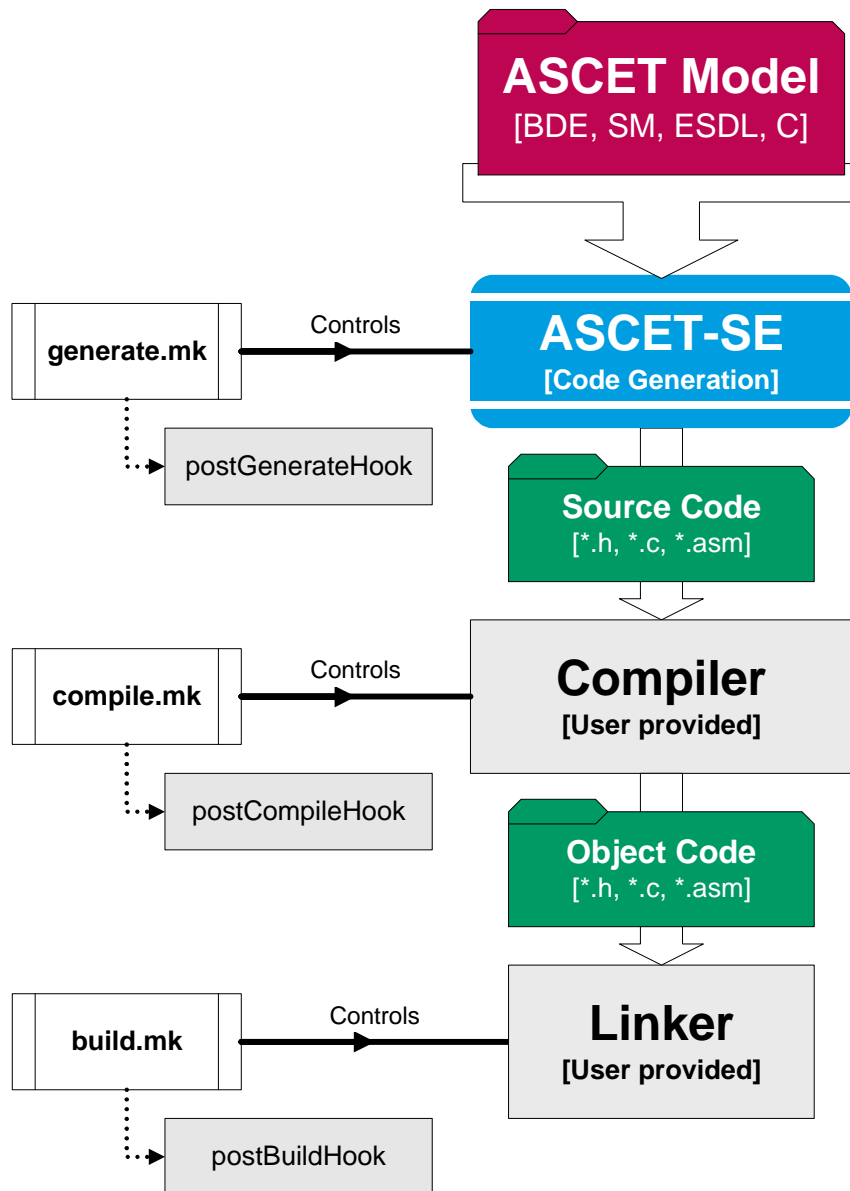 ASCET Model
[BDE, SM, ESDL, C]
Controls
generate.mk
ASCET-SE
[Code Generation]
postGenerateHook
Source Code
[*.h, *.c, *.asm]
Controls
compile.mk
Compiler
[User provided]
postCompileHook
Object Code
[*.h, *.c, *.asm]
Controls
build.mk
Linker
[User provided]
postBuildHook